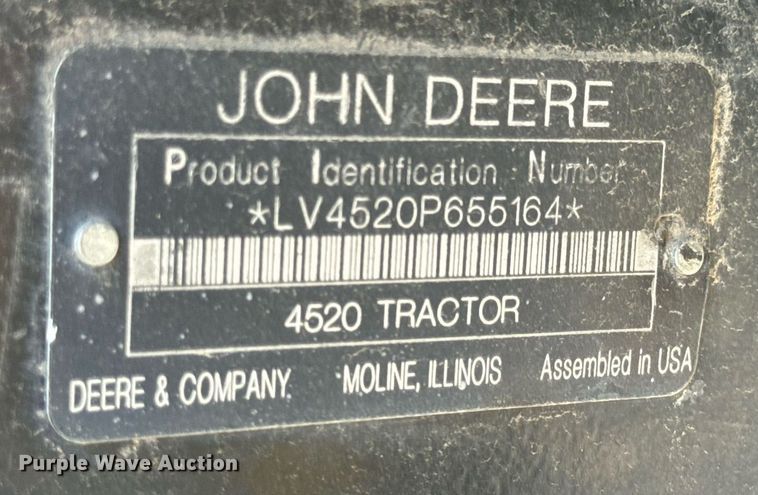 JOHN DEERE
Product Identification Number
*LV4520P655164*
4520 TRACTOR
DEERE & COMPANY. MOLINE, ILLINOIS Assembled in USA
Purple Wave Auction